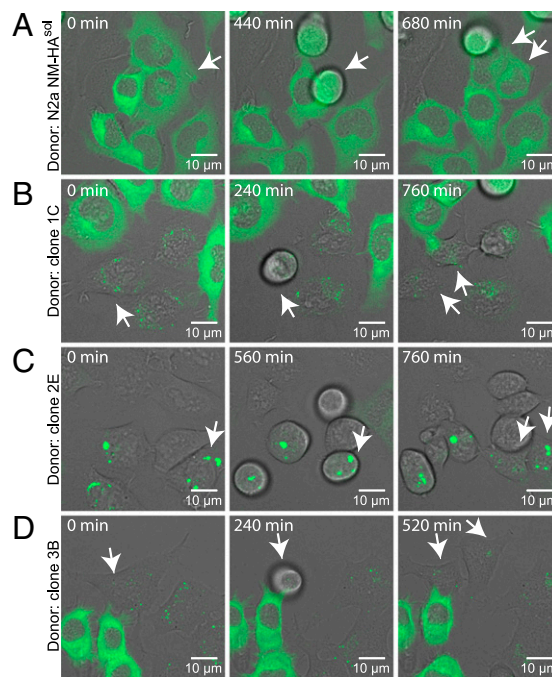 A
Donor: N2a NM-HAsol
0 min
10 µm
440 min
10 µm
680 min
10 µm
B
Donor: clone 1C
0 min
10 µm
240 min
10 µm
760 min
10 µm
C
Donor: clone 2E
0 min
10 µm
560 min
10 µm
760 min
10 µm
D
Donor: clone 3B
0 min
10 µm
240 min
10 µm
520 min
10 µm